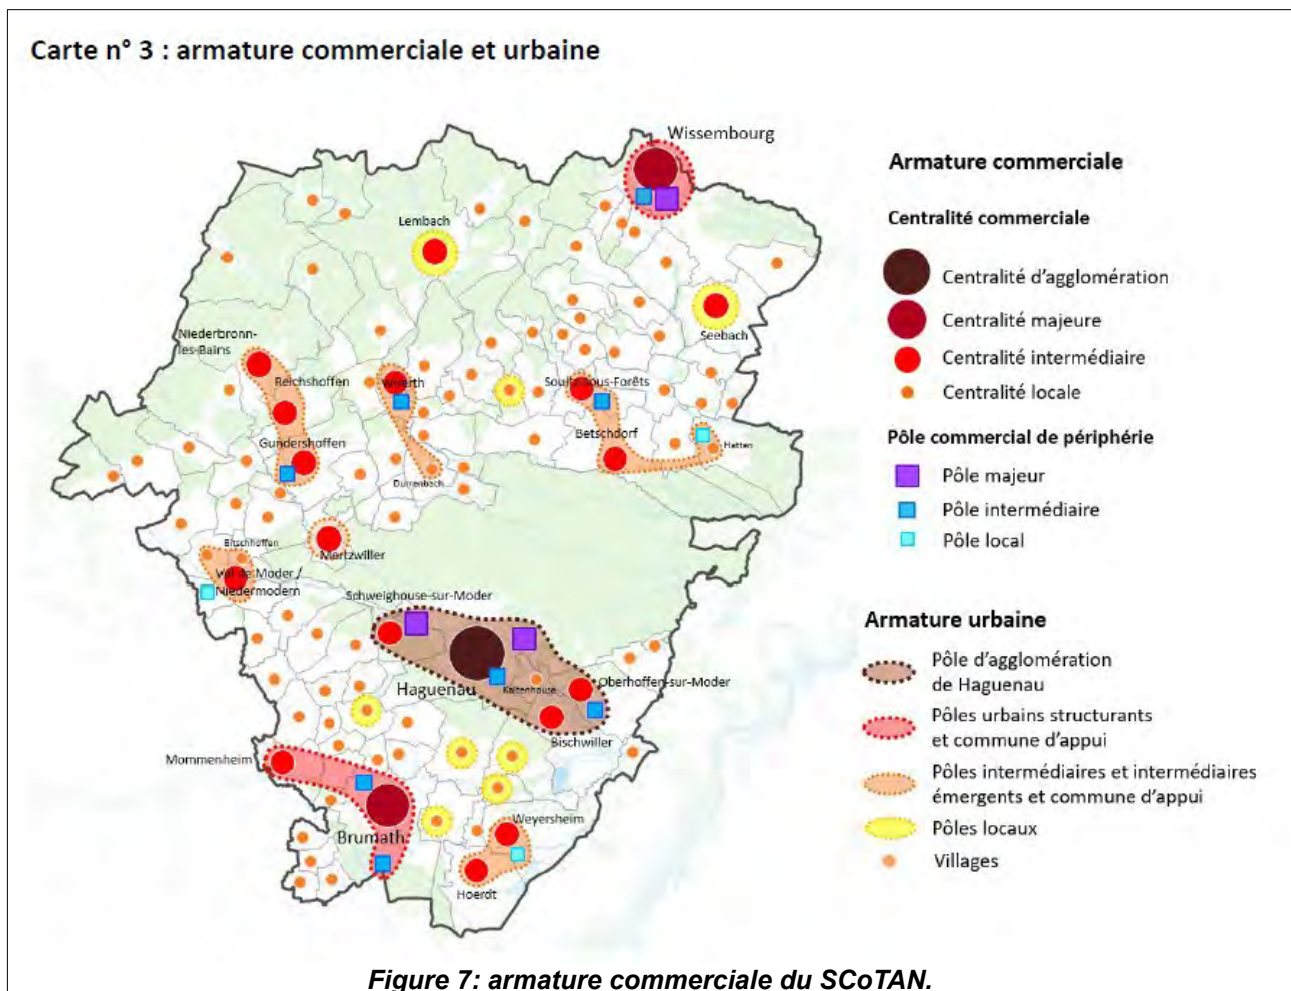 Carte n° 3 : armature commerciale et urbaine
Wissembourg
Lembach
Seebach
Niederbronn-
les-Bains
Reichshoffen
Woerth
Soultz-sous-Forêts
Gundershoffen
Betschdorf
Hatten
Durrenbach
Bitschhoffen
Mertzwiller
Val de Moder /
Niedermodern
Schweighouse-sur-Moder
Haguenau
Kaltenhouse
Oberhoffen-sur-Moder
Bischwiller
Mommenheim
Brumath
Weyersheim
Hoerdt
Armature commerciale
Centralité commerciale
Centralité d'agglomération
Centralité majeure
Centralité intermédiaire
Centralité locale
Pôle commercial de périphérie
Pôle majeur
Pôle intermédiaire
Pôle local
Armature urbaine
Pôle d'agglomération
de Haguenau
Pôles urbains structurants
et commune d'appui
Pôles intermédiaires et intermédiaires
émergents et commune d'appui
Pôles locaux
Villages
Figure 7: armature commerciale du SCoTAN.